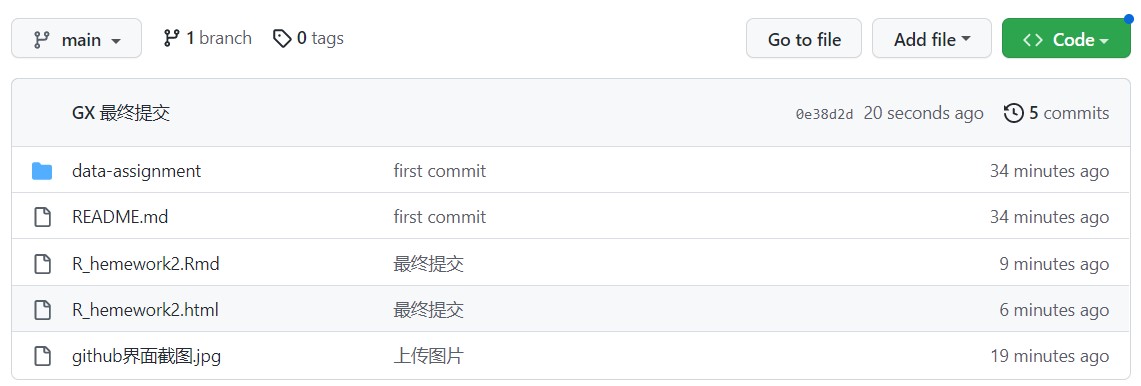 main 1 branch 0 tags Go to file Add file Code
GX 最终提交 0e38d2d 20 seconds ago 5 commits
data-assignment first commit 34 minutes ago
README.md first commit 34 minutes ago
R_hemework2.Rmd 最终提交 9 minutes ago
R_hemework2.html 最终提交 6 minutes ago
github界面截图.jpg 上传图片 19 minutes ago